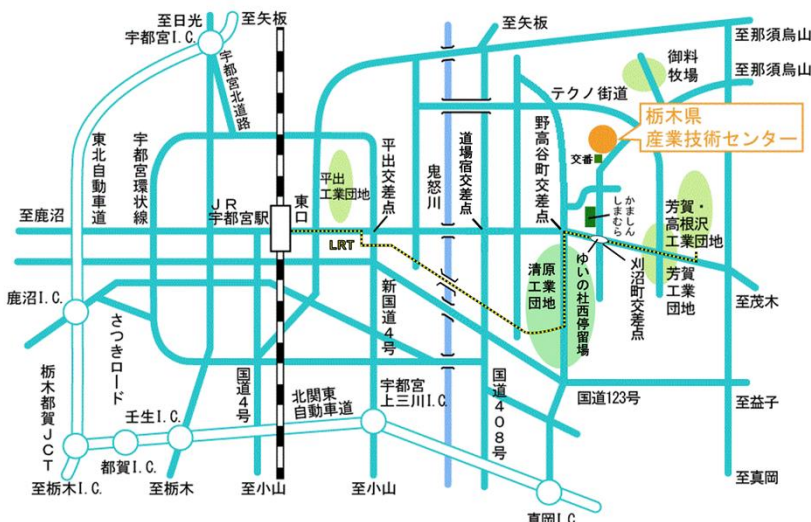 至日光
宇都宮I.C.
至矢板
至矢板
至那須烏山
御料
牧場
至那須烏山
宇都宮北道路
テクノ街道
栃木県
産業技術センター
東北自動車道
宇都宮環状線
平出
工業団地
平出交差点
鬼怒川
道場宿交差点
野高谷町交差点
交番
JR
宇都宮駅
東口
至鹿沼
LRT
かましん
しまむら
芳賀・
高根沢
工業団地
清原
工業
団地
ゆいの杜西停留場
刈沼町交差点
芳賀
工業
団地
至茂木
鹿沼I.C.
さつきロード
新国道4号
国道4号
国道408号
国道123号
至益子
栃木都賀JCT
壬生I.C.
北関東
自動車道
宇都宮
上三川I.C.
都賀I.C.
至栃木I.C.
至栃木
至小山
至小山
真岡I.C.
至真岡